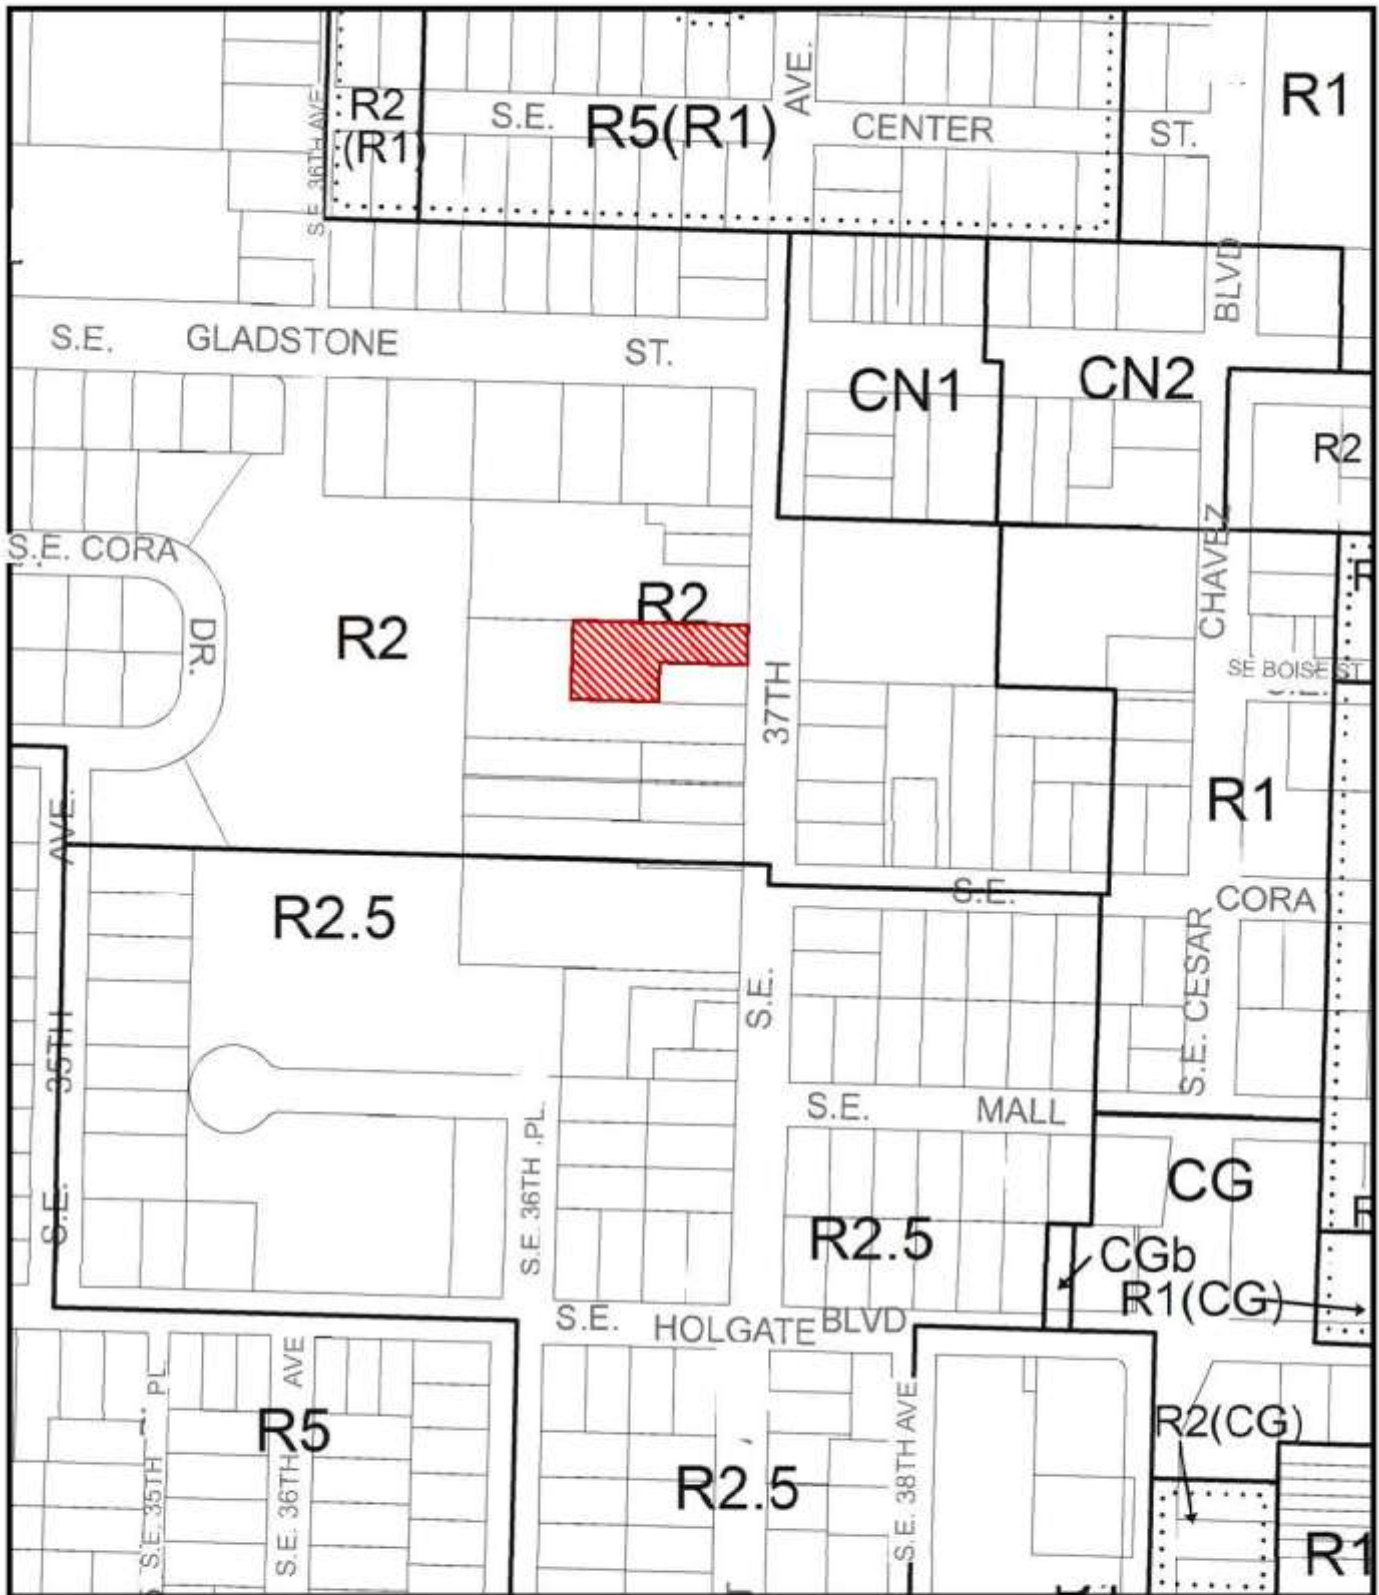 R2
(R1)
S.E. 36TH AVE.
S.E.
R5(R1)
AVE.
CENTER
ST.
R1
BLVD
S.E.
GLADSTONE
ST.
CN1
CN2
R2
S.E. CORA
DR.
R2
R2
37TH
CHAVEZ
SE BOISE ST
R1
AVE.
R2.5
S.E.
CORA
S.E. CESAR
S.E.
35TH
S.E.
MALL
S.E. 36TH .PL.
CG
S.E.
R2.5
CGb
R1(CG)
S.E.
HOLGATE
BLVD
S.E. 35TH
PL
R5
S.E. 36TH
AVE
R2.5
S.E. 38TH AVE
R2(CG)
R1